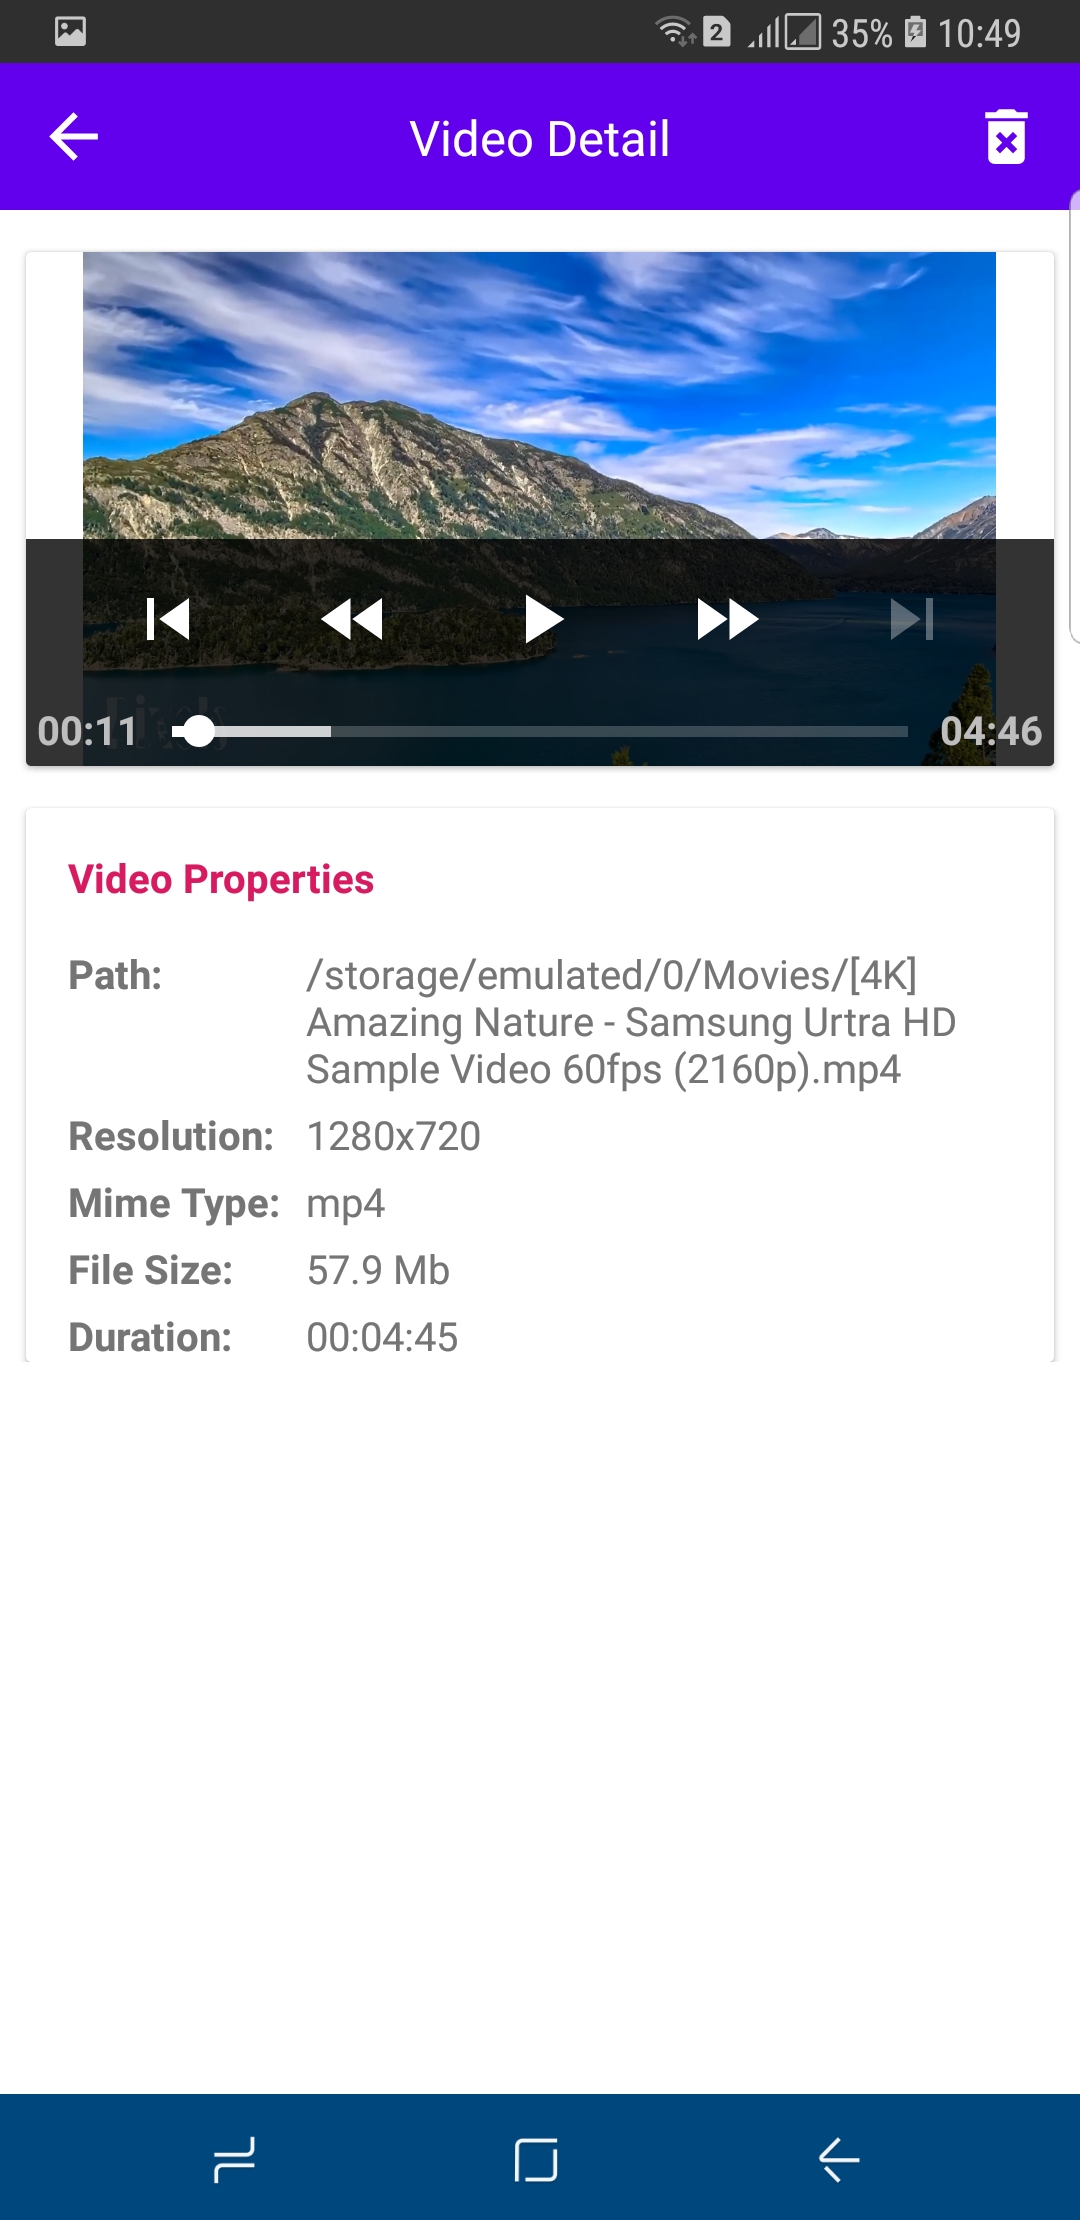 2 35% 10:49
Video Detail
00:11 04:46
Video Properties
Path: /storage/emulated/0/Movies/[4K]
Amazing Nature - Samsung Urtra HD
Sample Video 60fps (2160p).mp4
Resolution: 1280x720
Mime Type: mp4
File Size: 57.9 Mb
Duration: 00:04:45